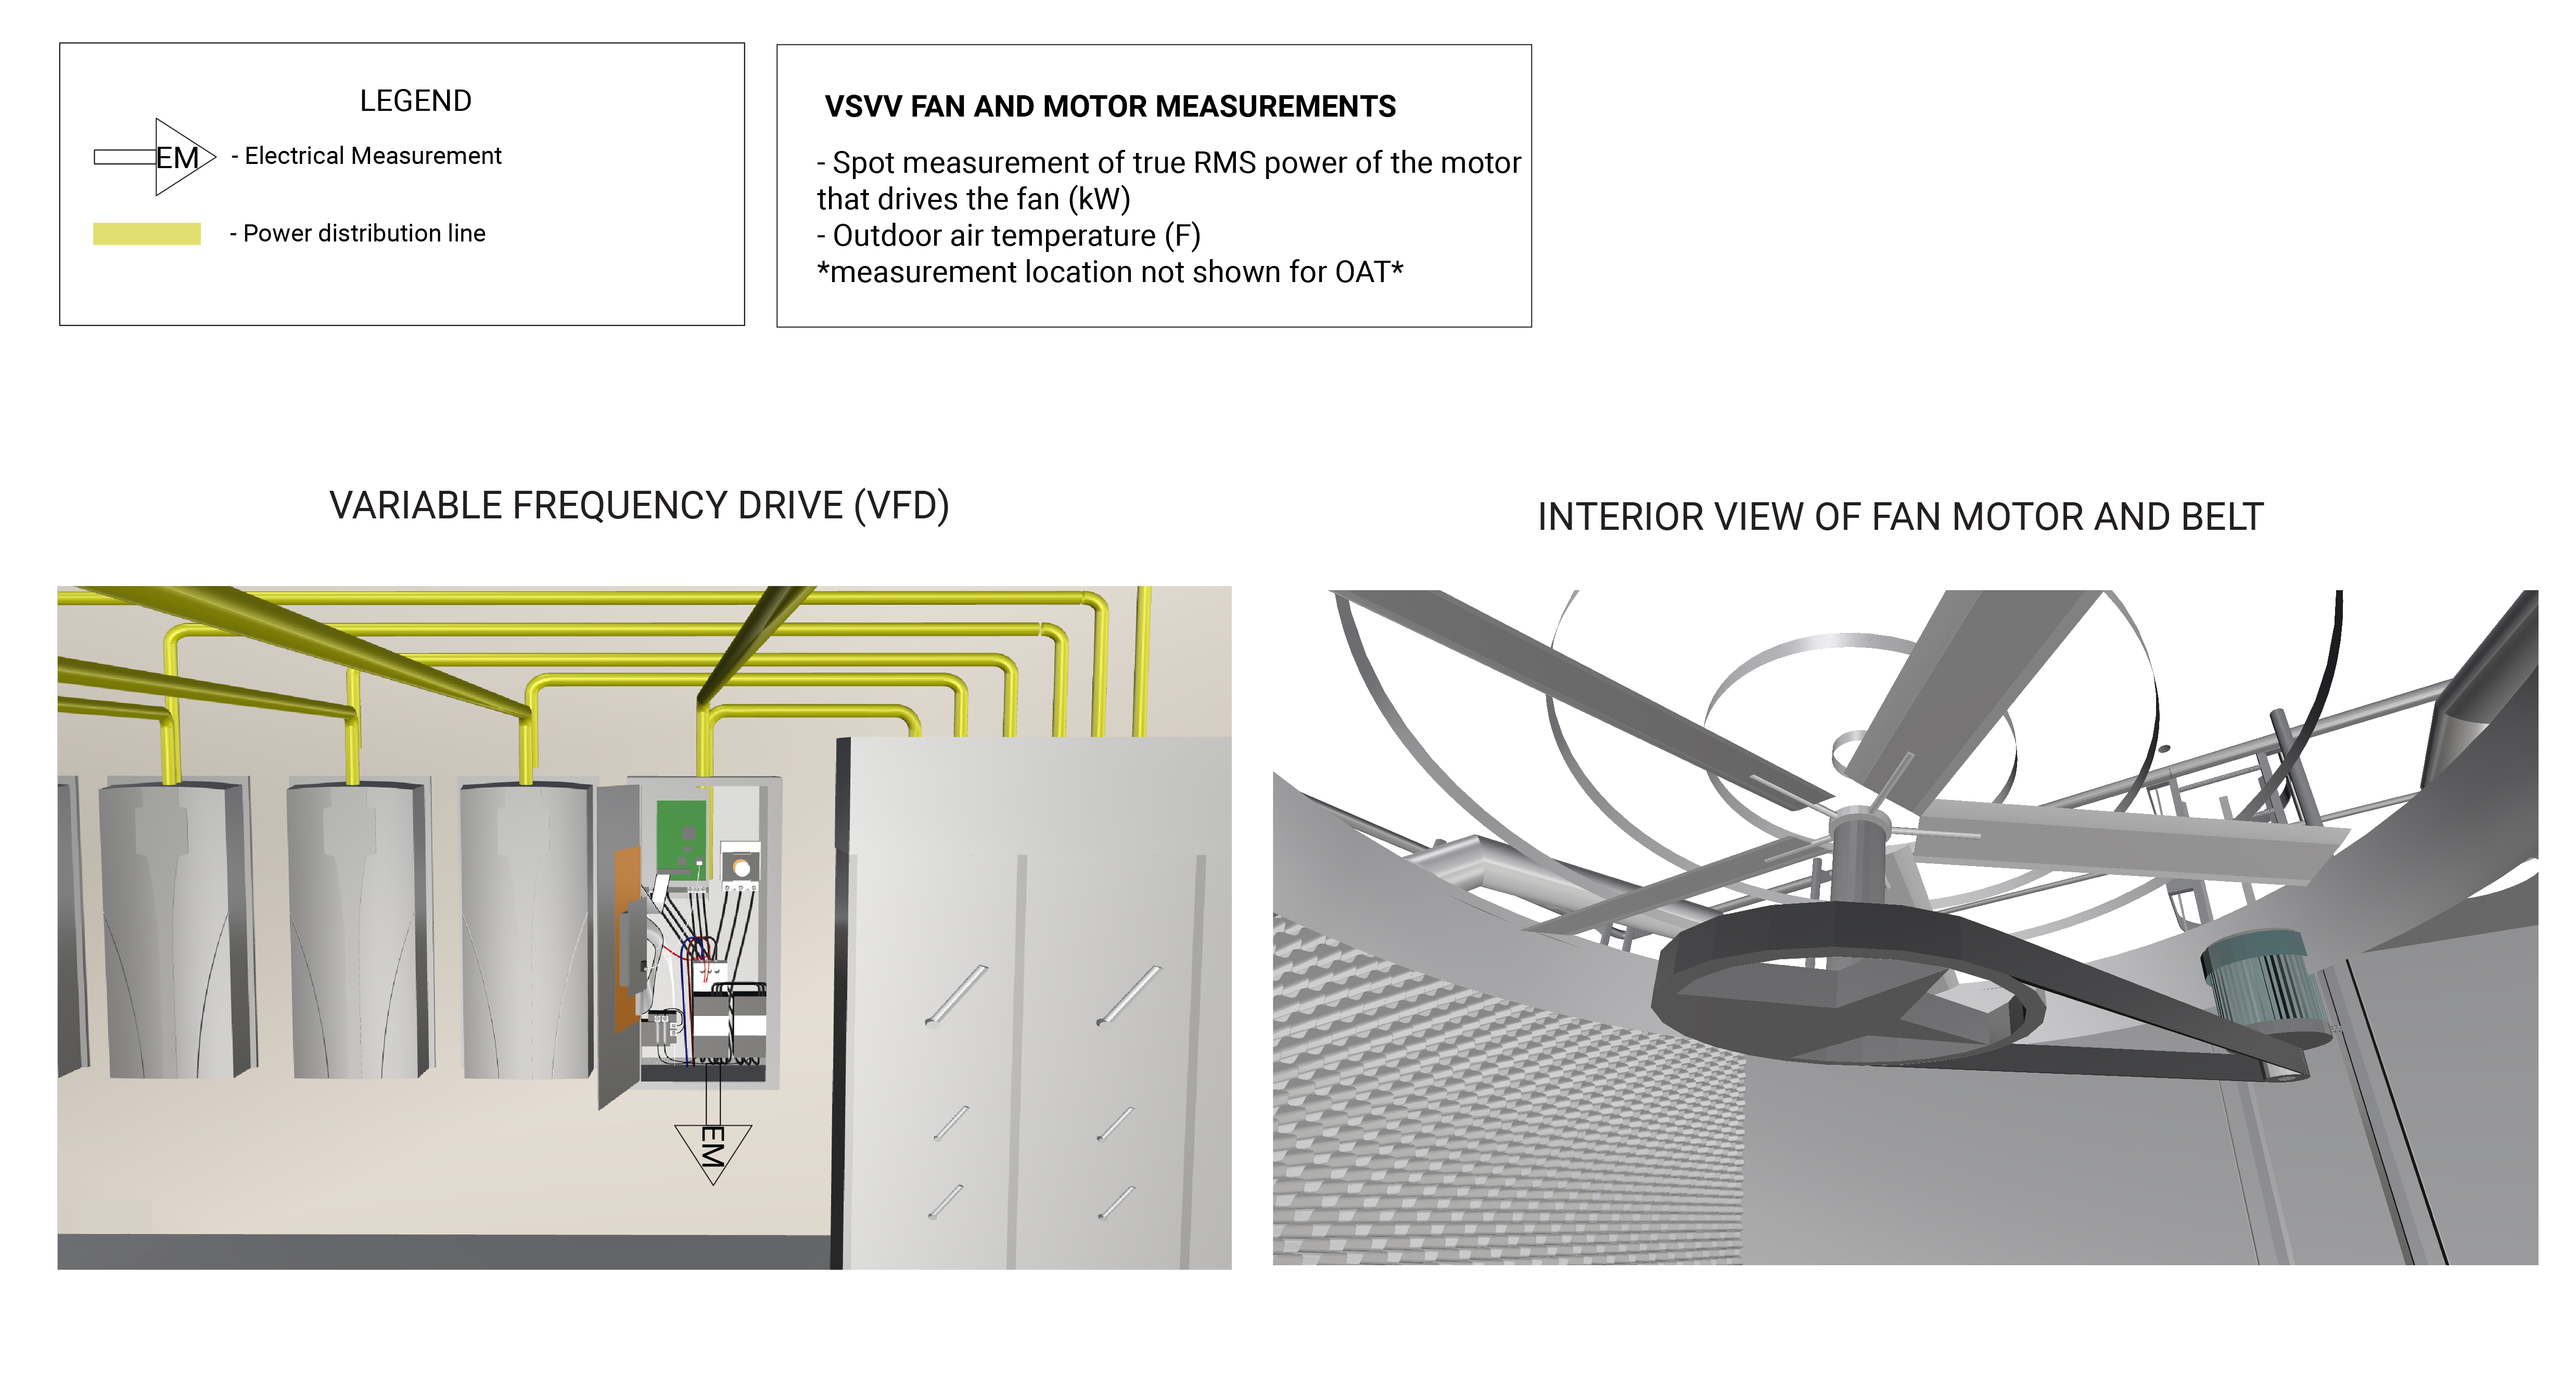 LEGEND
EM - Electrical Measurement
- Power distribution line
VSVV FAN AND MOTOR MEASUREMENTS
- Spot measurement of true RMS power of the motor
that drives the fan (kW)
- Outdoor air temperature (F)
*measurement location not shown for OAT*
VARIABLE FREQUENCY DRIVE (VFD)
INTERIOR VIEW OF FAN MOTOR AND BELT
EM